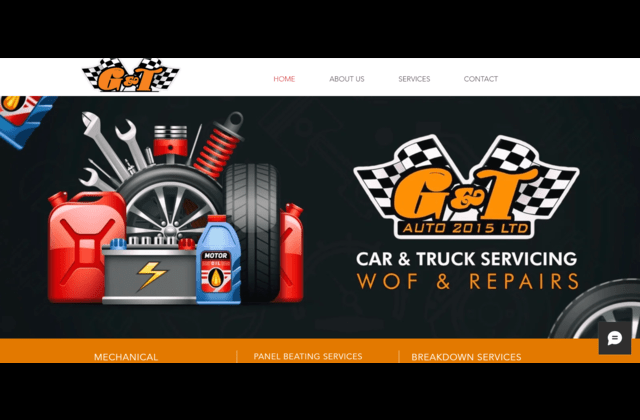 G&T
HOME
ABOUT US
SERVICES
CONTACT
G&T
AUTO 2015 LTD
CAR & TRUCK SERVICING
WOF & REPAIRS
MOTOR
OIL
MECHANICAL
PANEL BEATING SERVICES
BREAKDOWN SERVICES